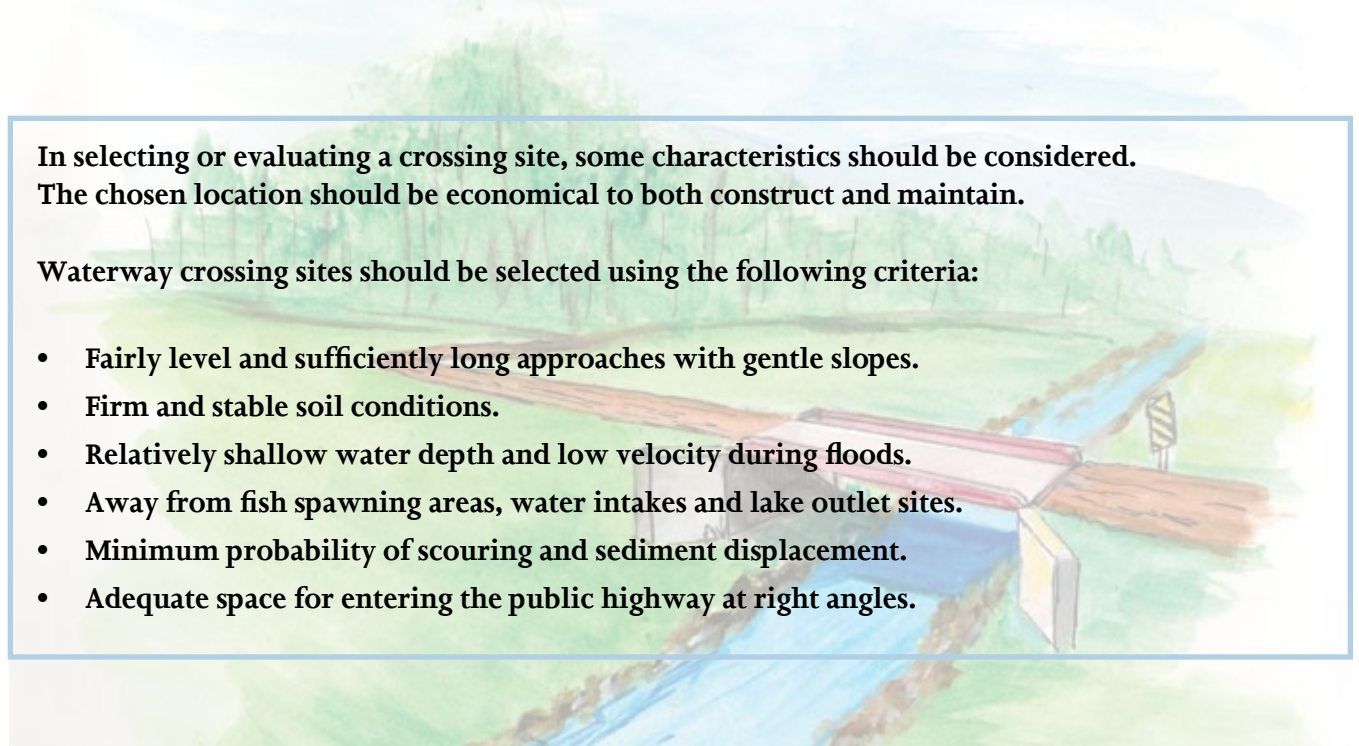 In selecting or evaluating a crossing site, some characteristics should be considered.
The chosen location should be economical to both construct and maintain.
Waterway crossing sites should be selected using the following criteria:
• Fairly level and sufficiently long approaches with gentle slopes.
• Firm and stable soil conditions.
• Relatively shallow water depth and low velocity during floods.
• Away from fish spawning areas, water intakes and lake outlet sites.
• Minimum probability of scouring and sediment displacement.
• Adequate space for entering the public highway at right angles.